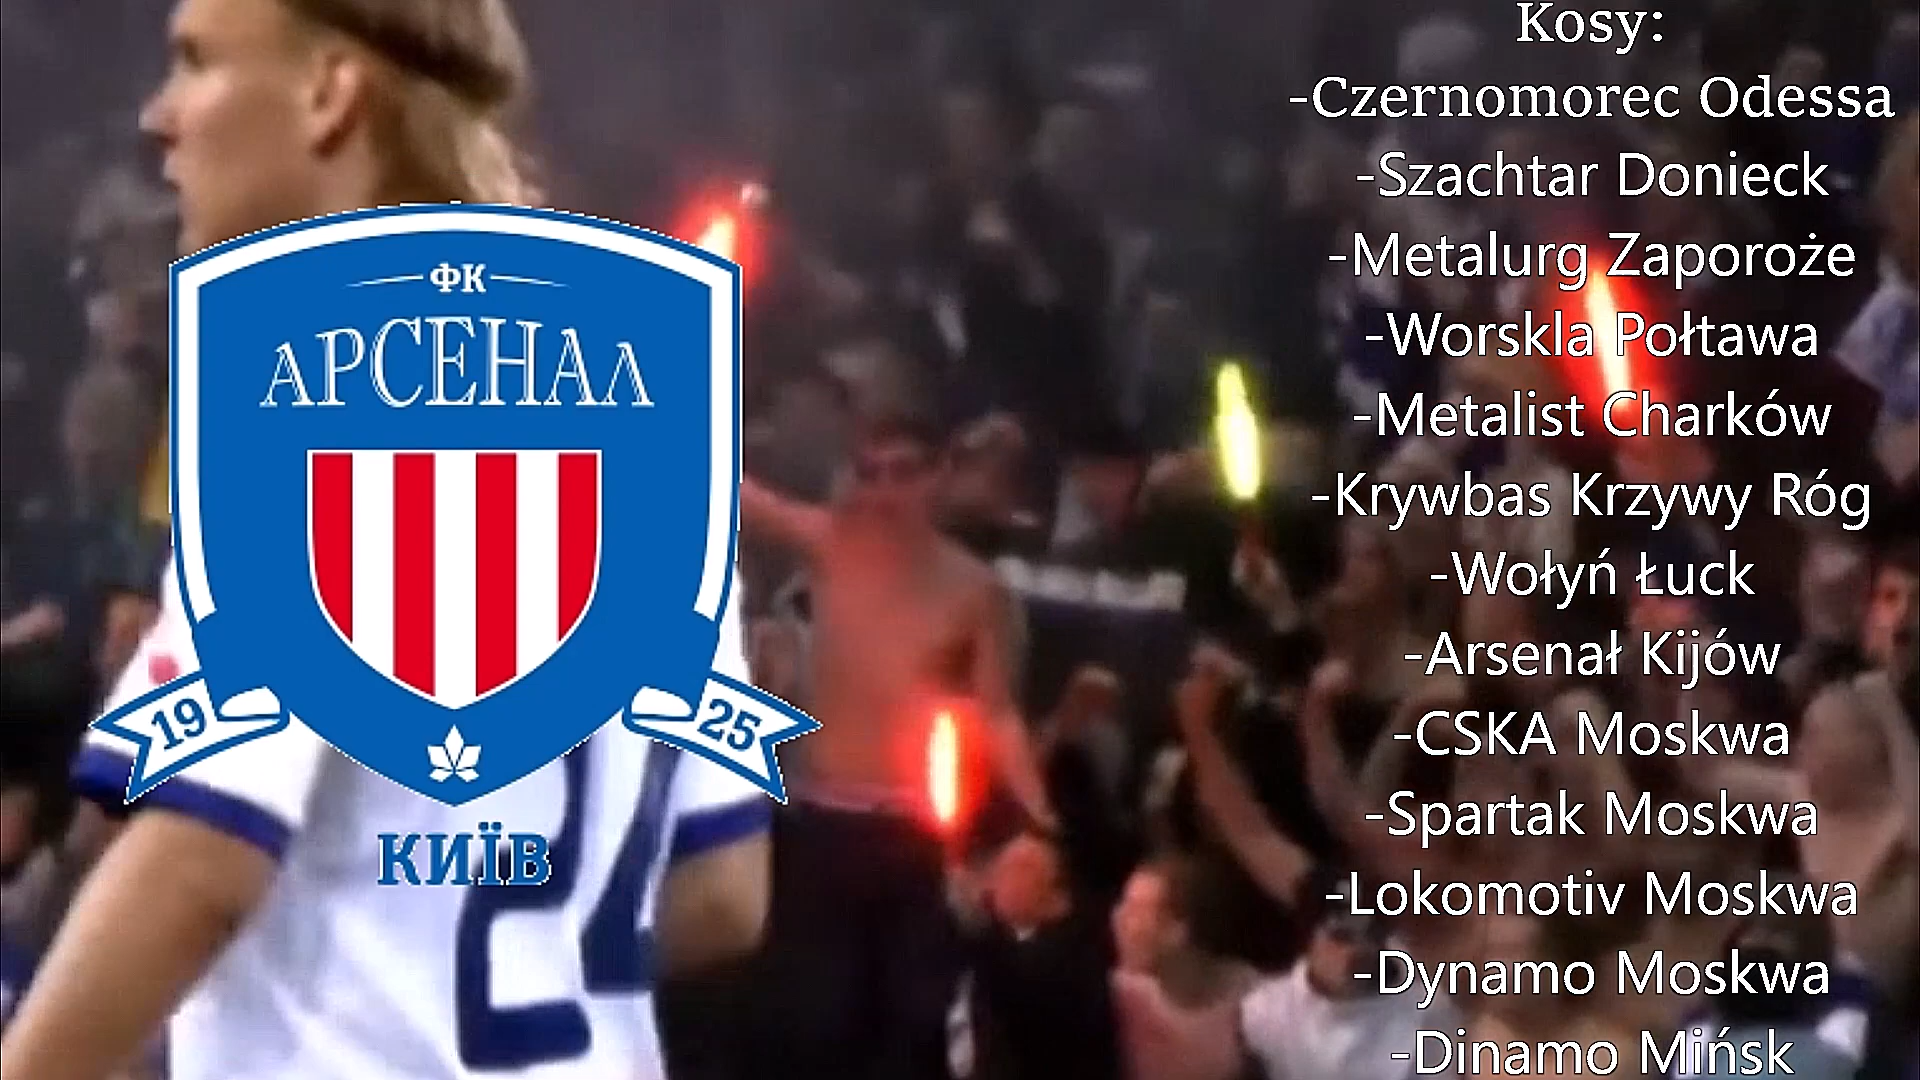 ФК
АРСЕНАЛ
19
25
КИЇВ
24
Kosy:
-Czernomorec Odessa
-Szachtar Donieck
-Metalurg Zaporoże
-Worskla Połtawa
-Metalist Charków
-Krywbas Krzywy Róg
-Wołyń Łuck
-Arsenał Kijów
-CSKA Moskwa
-Spartak Moskwa
-Lokomotiv Moskwa
-Dynamo Moskwa
-Dinamo Mińsk